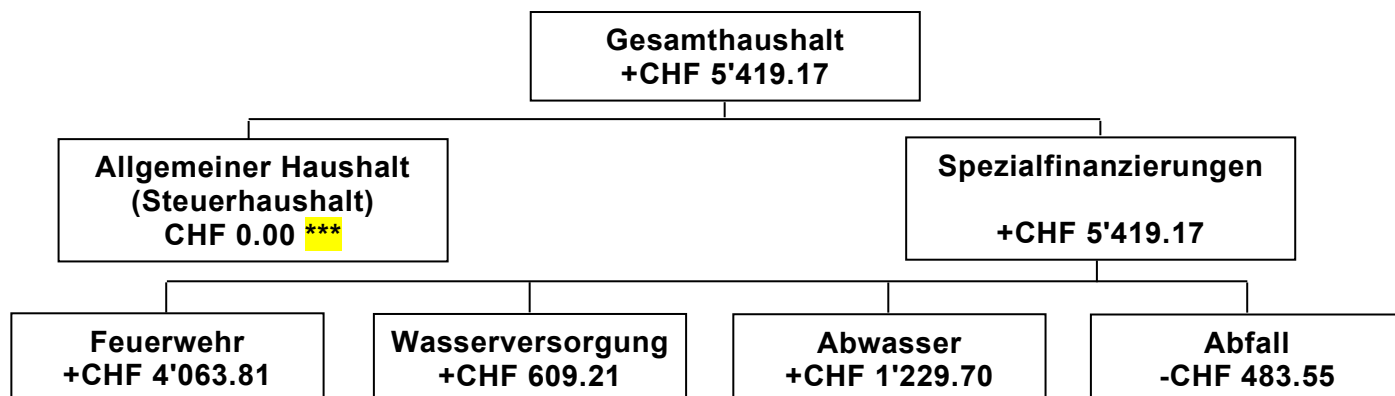 Gesamthaushalt
+CHF 5'419.17
Allgemeiner Haushalt
(Steuerhaushalt)
CHF 0.00 ***
Spezialfinanzierungen
+CHF 5'419.17
Feuerwehr
+CHF 4'063.81
Wasserversorgung
+CHF 609.21
Abwasser
+CHF 1'229.70
Abfall
-CHF 483.55